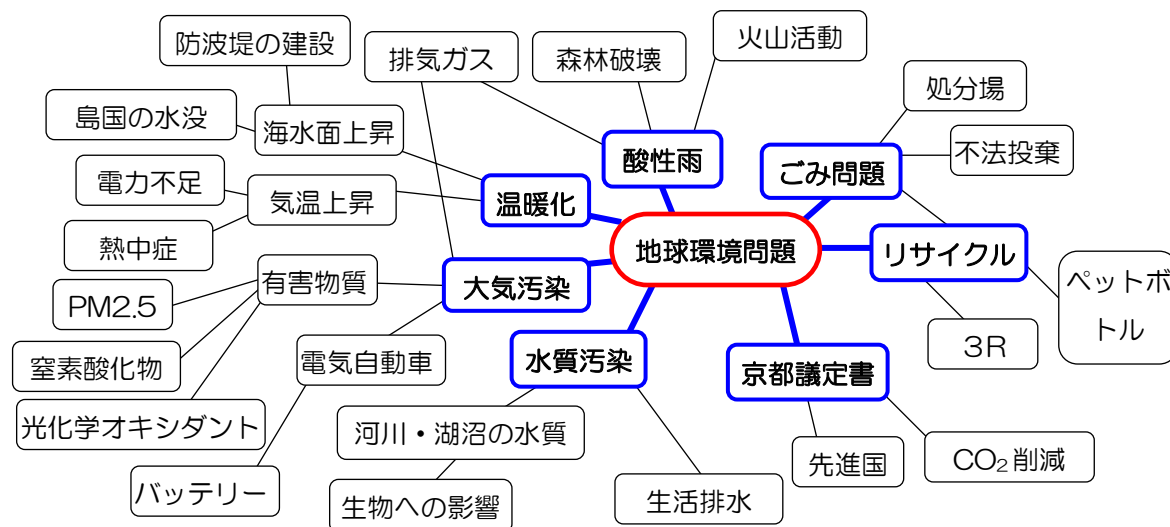 防波堤の建設
排気ガス
森林破壊
火山活動
処分場
島国の水没
海水面上昇
酸性雨
ごみ問題
不法投棄
電力不足
気温上昇
温暖化
地球環境問題
リサイクル
熱中症
有害物質
大気汚染
ペットボ
トル
PM2.5
窒素酸化物
電気自動車
水質汚染
京都議定書
3R
光化学オキシダント
河川・湖沼の水質
先進国
CO₂削減
バッテリー
生物への影響
生活排水